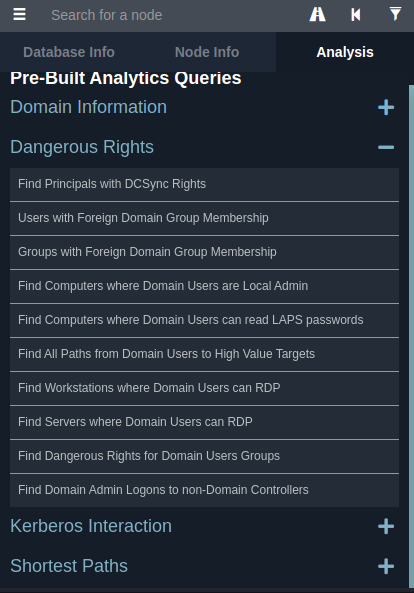 Search for a node
Database Info Node Info Analysis
Pre-Built Analytics Queries
Domain Information
Dangerous Rights
Find Principals with DCSync Rights
Users with Foreign Domain Group Membership
Groups with Foreign Domain Group Membership
Find Computers where Domain Users are Local Admin
Find Computers where Domain Users can read LAPS passwords
Find All Paths from Domain Users to High Value Targets
Find Workstations where Domain Users can RDP
Find Servers where Domain Users can RDP
Find Dangerous Rights for Domain Users Groups
Find Domain Admin Logons to non-Domain Controllers
Kerberos Interaction
Shortest Paths